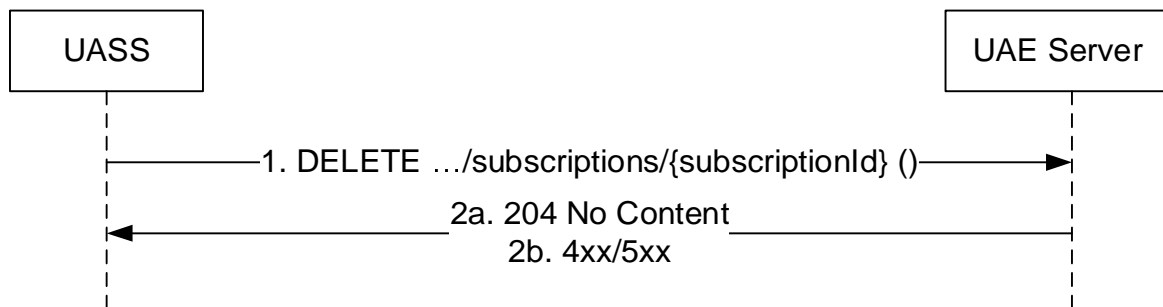 UASS
UAE Server
1. DELETE …/subscriptions/{subscriptionId} ()
2a. 204 No Content
2b. 4xx/5xx